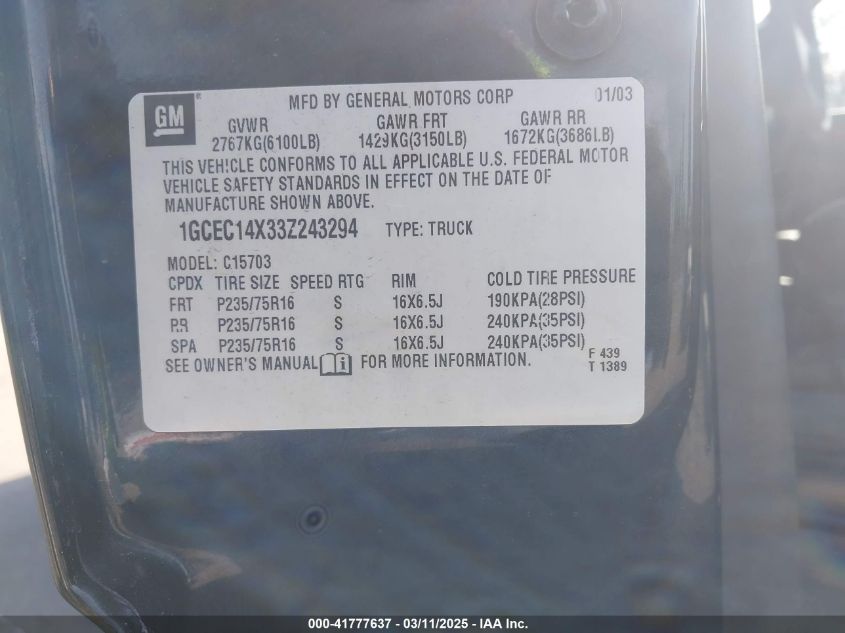 GM ®
MFD BY GENERAL MOTORS CORP 01/03
GVWR GAWR FRT GAWR RR
2767KG(6100LB) 1429KG(3150LB) 1672KG(3686LB)
THIS VEHICLE CONFORMS TO ALL APPLICABLE U.S. FEDERAL MOTOR
VEHICLE SAFETY STANDARDS IN EFFECT ON THE DATE OF
MANUFACTURE SHOWN ABOVE.
1GCEC14X33Z243294 TYPE: TRUCK
MODEL: C15703
CPDX TIRE SIZE SPEED RTG RIM COLD TIRE PRESSURE
FRT P235/75R16 S 16X6.5J 190KPA(28PSI)
RR P235/75R16 S 16X6.5J 240KPA(35PSI)
SPA P235/75R16 S 16X6.5J 240KPA(35PSI)
SEE OWNER'S MANUAL i FOR MORE INFORMATION.
F 439
T 1389
000-41777637 - 03/11/2025 - IAA Inc.